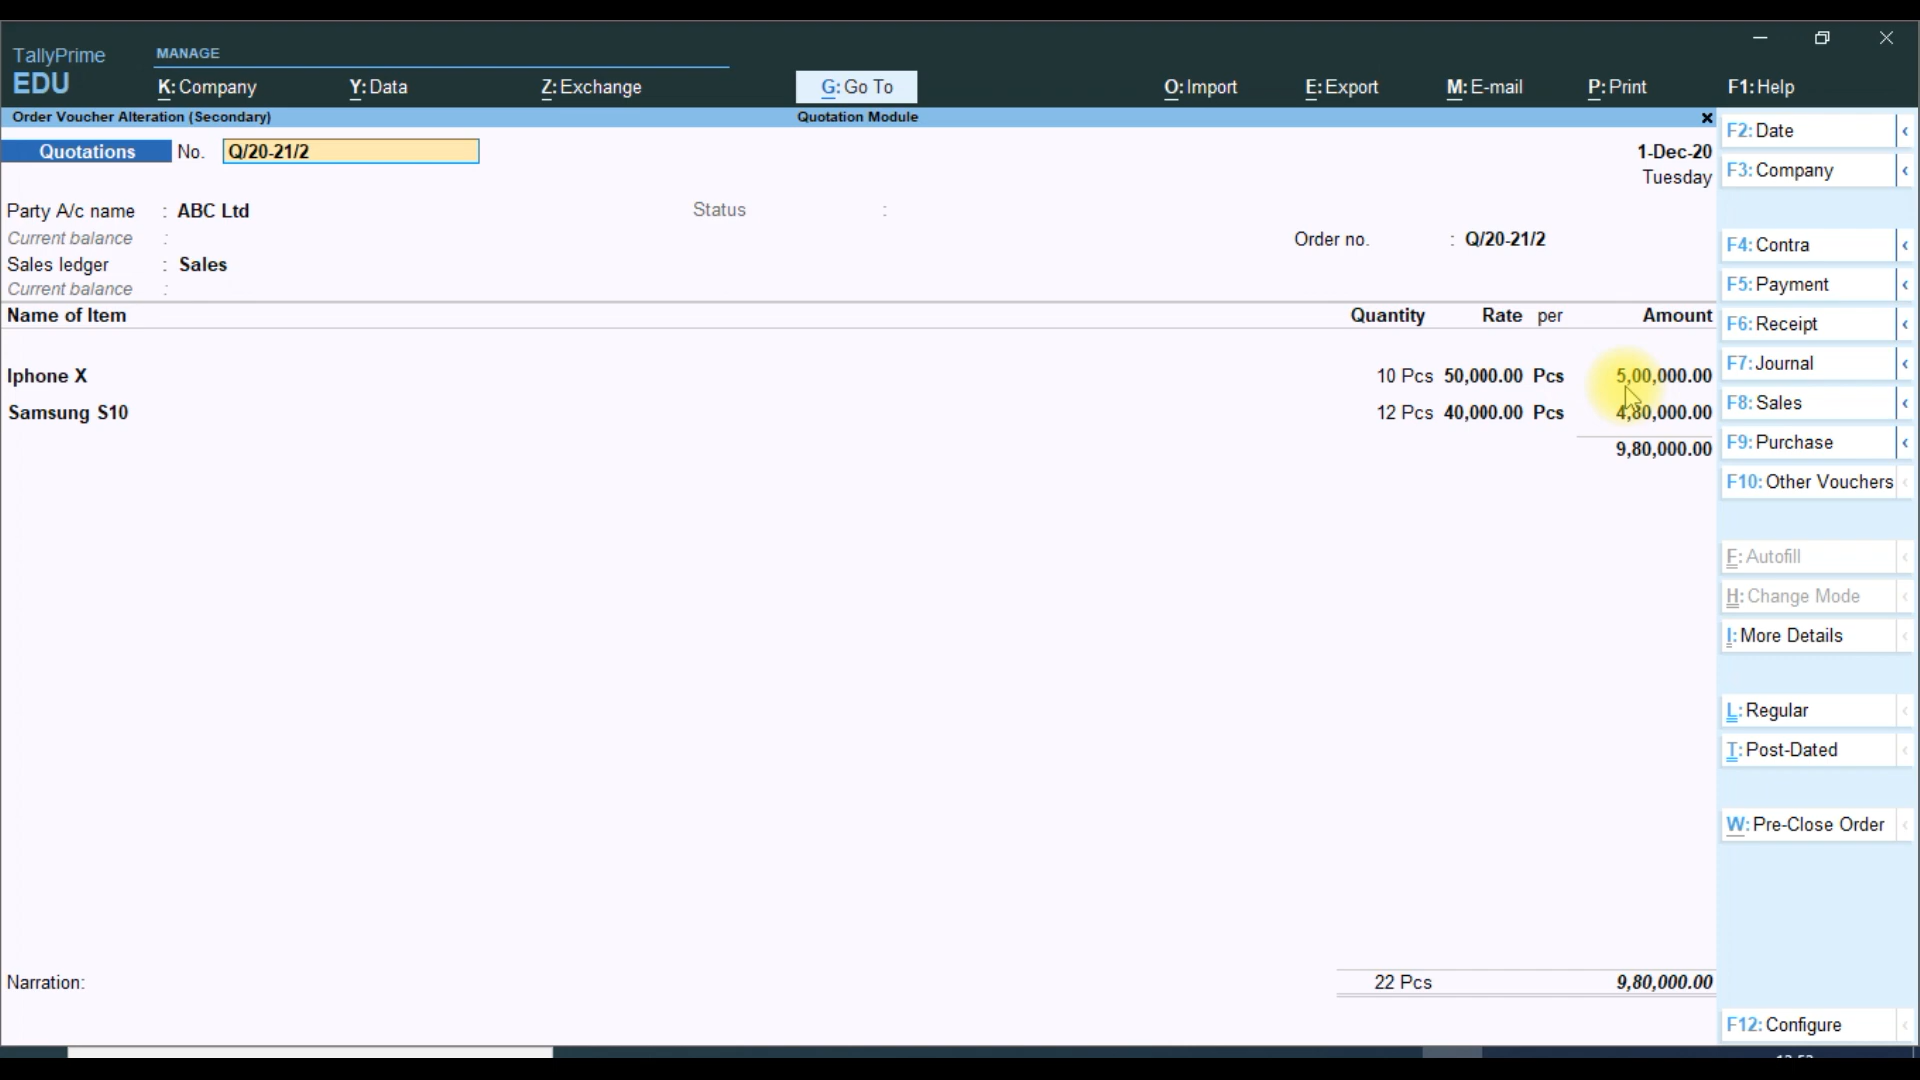 TallyPrime
EDU
MANAGE
K: Company
Y: Data
Z: Exchange
G: Go To
O: Import
E: Export
M: E-mail
P: Print
F1: Help
Order Voucher Alteration (Secondary)
Quotation Module
Quotations No. Q/20-21/2
1-Dec-20
Tuesday
Party A/c name : ABC Ltd
Status :
Current balance :
Order no. : Q/20-21/2
Sales ledger : Sales
Current balance :
Name of Item Quantity Rate per Amount
Iphone X 10 Pcs 50,000.00 Pcs 5,00,000.00
Samsung S10 12 Pcs 40,000.00 Pcs 4,80,000.00
9,80,000.00
Narration: 22 Pcs 9,80,000.00
F2: Date
F3: Company
F4: Contra
F5: Payment
F6: Receipt
F7: Journal
F8: Sales
F9: Purchase
F10: Other Vouchers
F: Autofill
H: Change Mode
I: More Details
L: Regular
T: Post-Dated
W: Pre-Close Order
F12: Configure